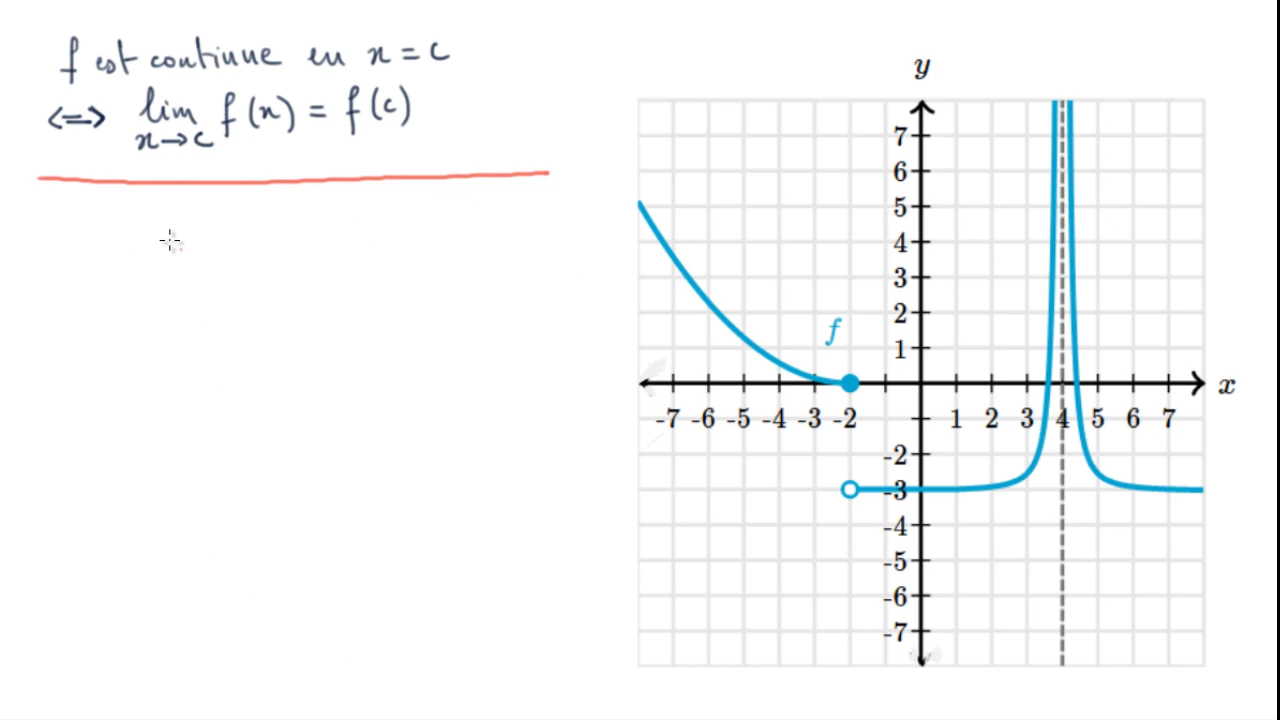 f est continue en x = c
<=> lim f(x) = f(c)
x→c
y
7
6
5
4
3
2
1
f
x
-7 -6 -5 -4 -3 -2 1 2 3 4 5 6 7
-2
-3
-4
-5
-6
-7